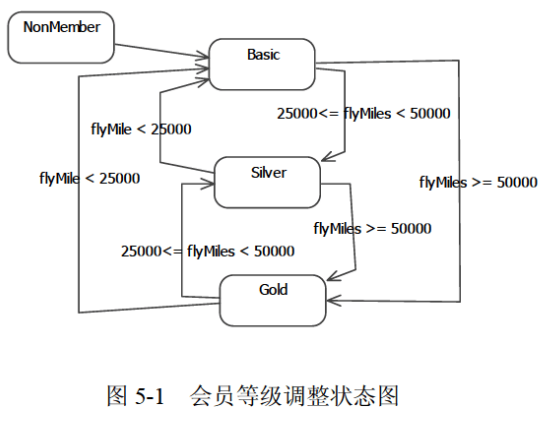 NonMember
Basic
25000<= flyMiles < 50000
flyMile < 25000
Silver
flyMile < 25000
flyMiles >= 50000
flyMiles >= 50000
25000<= flyMiles < 50000
Gold
图 5-1 会员等级调整状态图